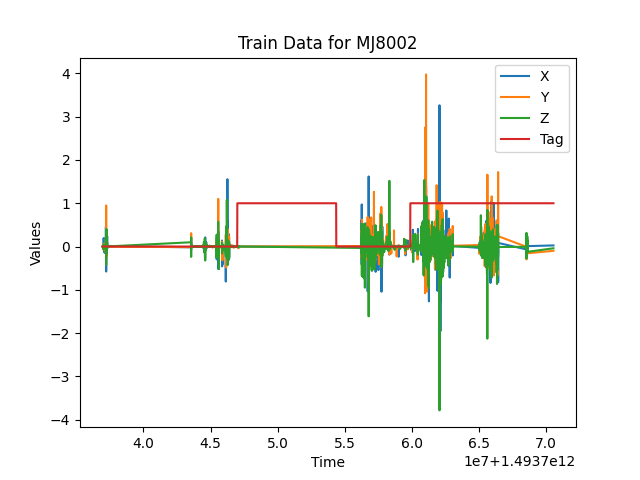 Train Data for MJ8002
X
Y
Z
Tag
4
3
2
1
0
−1
−2
−3
−4
Values
4.0 4.5 5.0 5.5 6.0 6.5 7.0
Time
1e7+1.4937e12